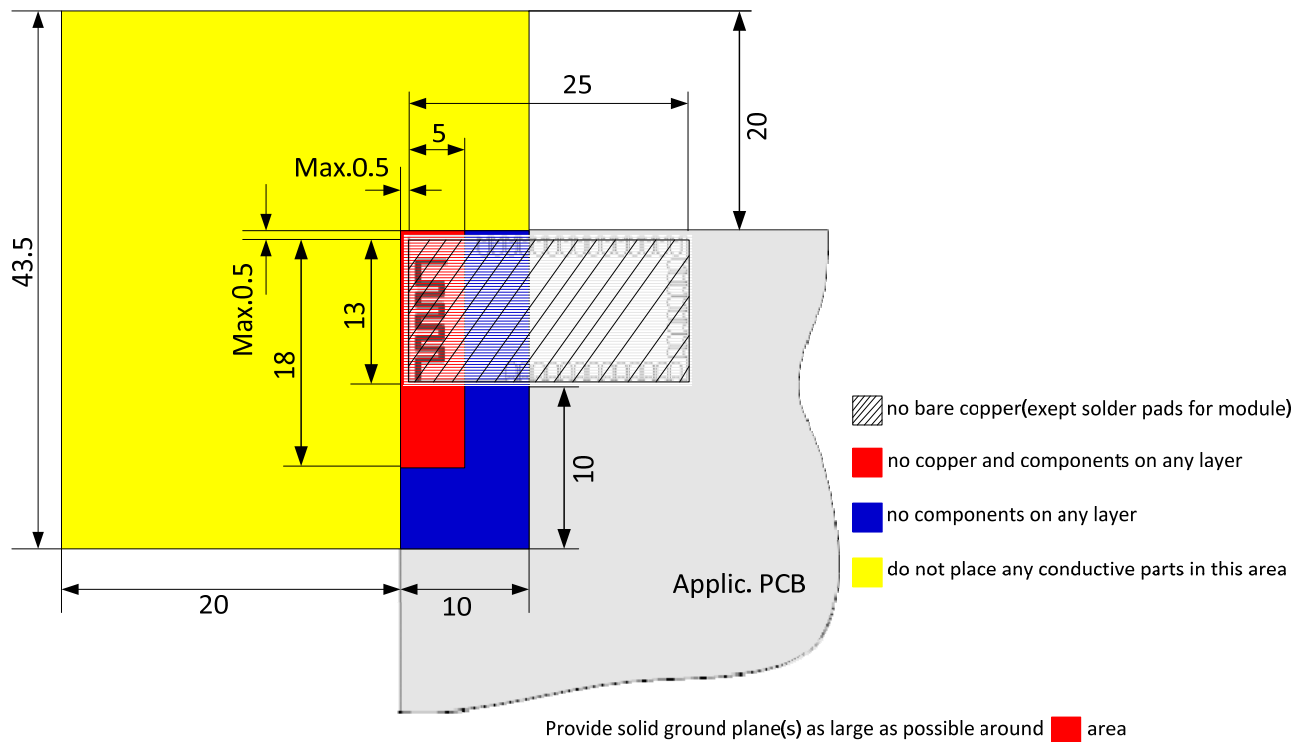 25
20
5
Max.0.5
43.5
Max.0.5
13
18
no bare copper(exept solder pads for module)
no copper and components on any layer
10
no components on any layer
do not place any conductive parts in this area
Applic. PCB
20
10
Provide solid ground plane(s) as large as possible around area